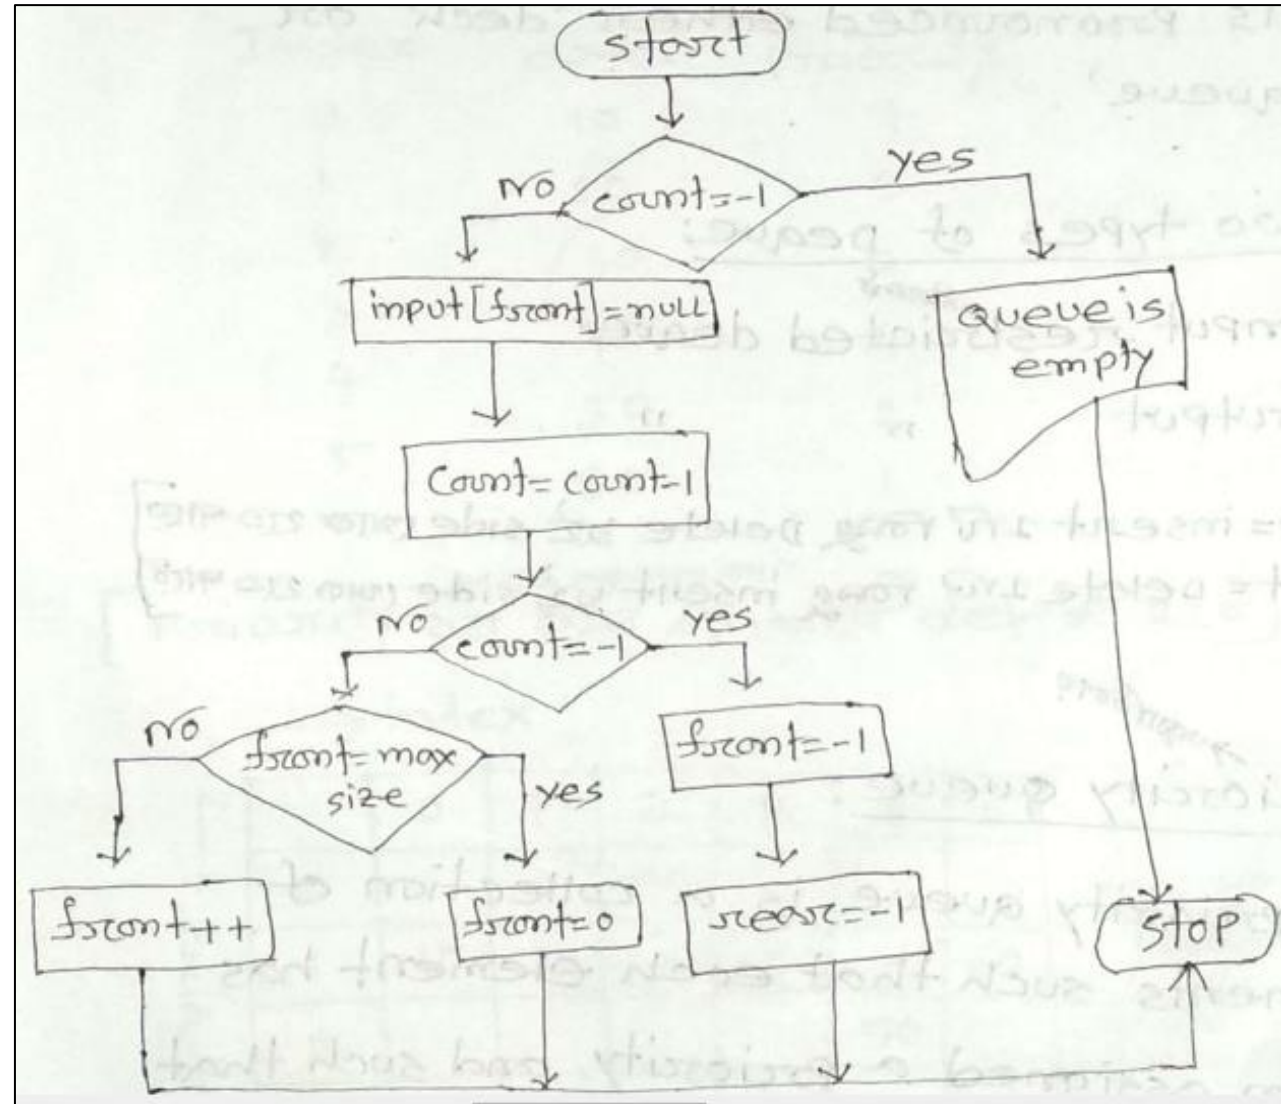 start
count=-1
No
yes
input[front]=null
queue is
empty
Count=count-1
count=-1
No
yes
front=max
size
No
yes
front=-1
front++
front=0
rear=-1
stop